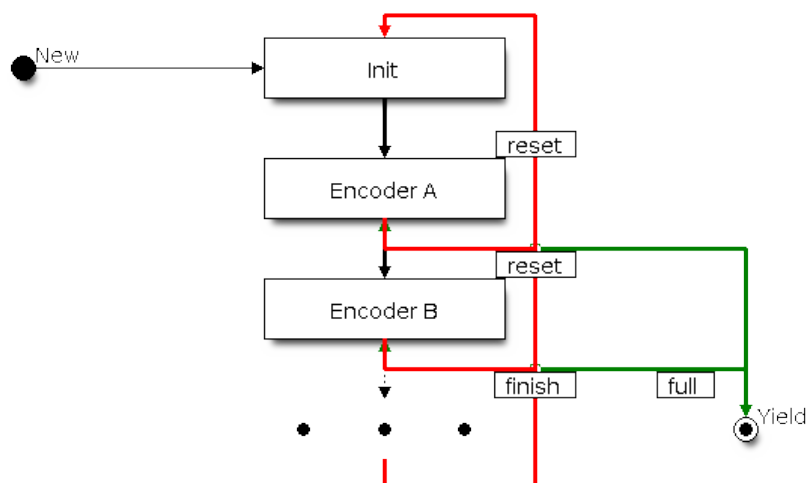 New
Init
reset
Encoder A
reset
Encoder B
finish
full
Yield